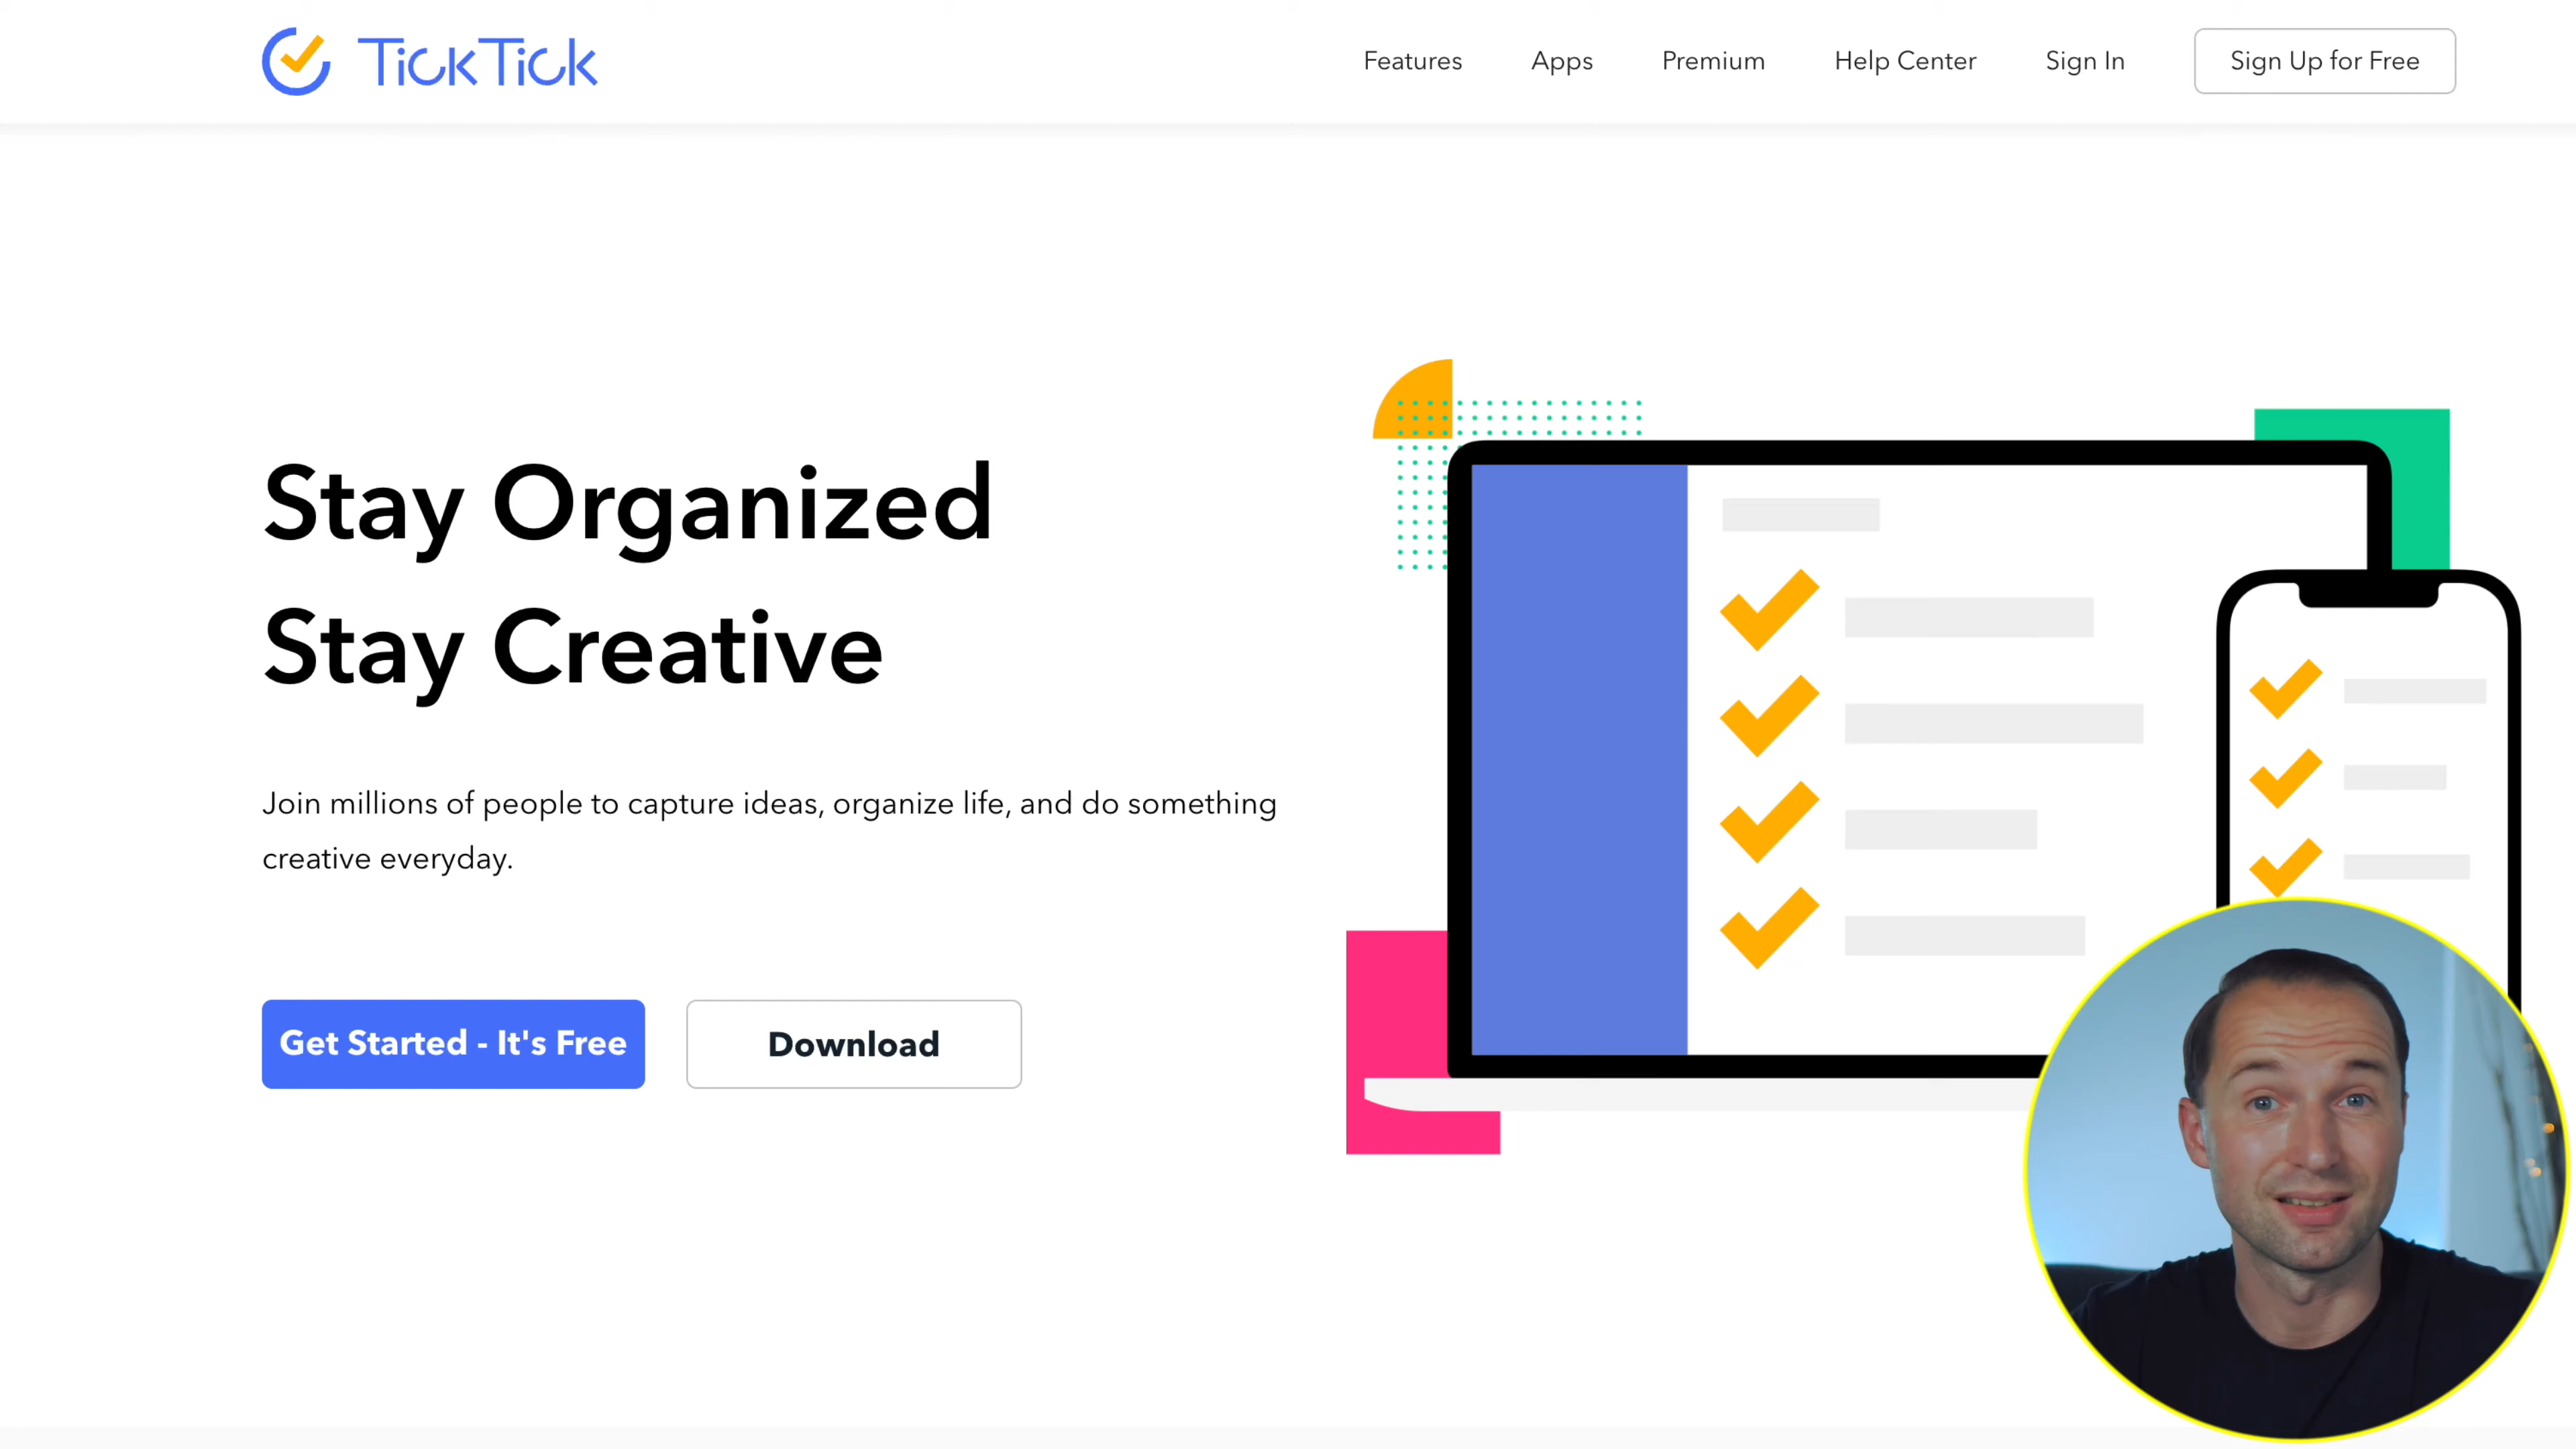 TickTick
Features
Apps
Premium
Help Center
Sign In
Sign Up for Free
Stay Organized
Stay Creative
Join millions of people to capture ideas, organize life, and do something
creative everyday.
Get Started - It's Free
Download